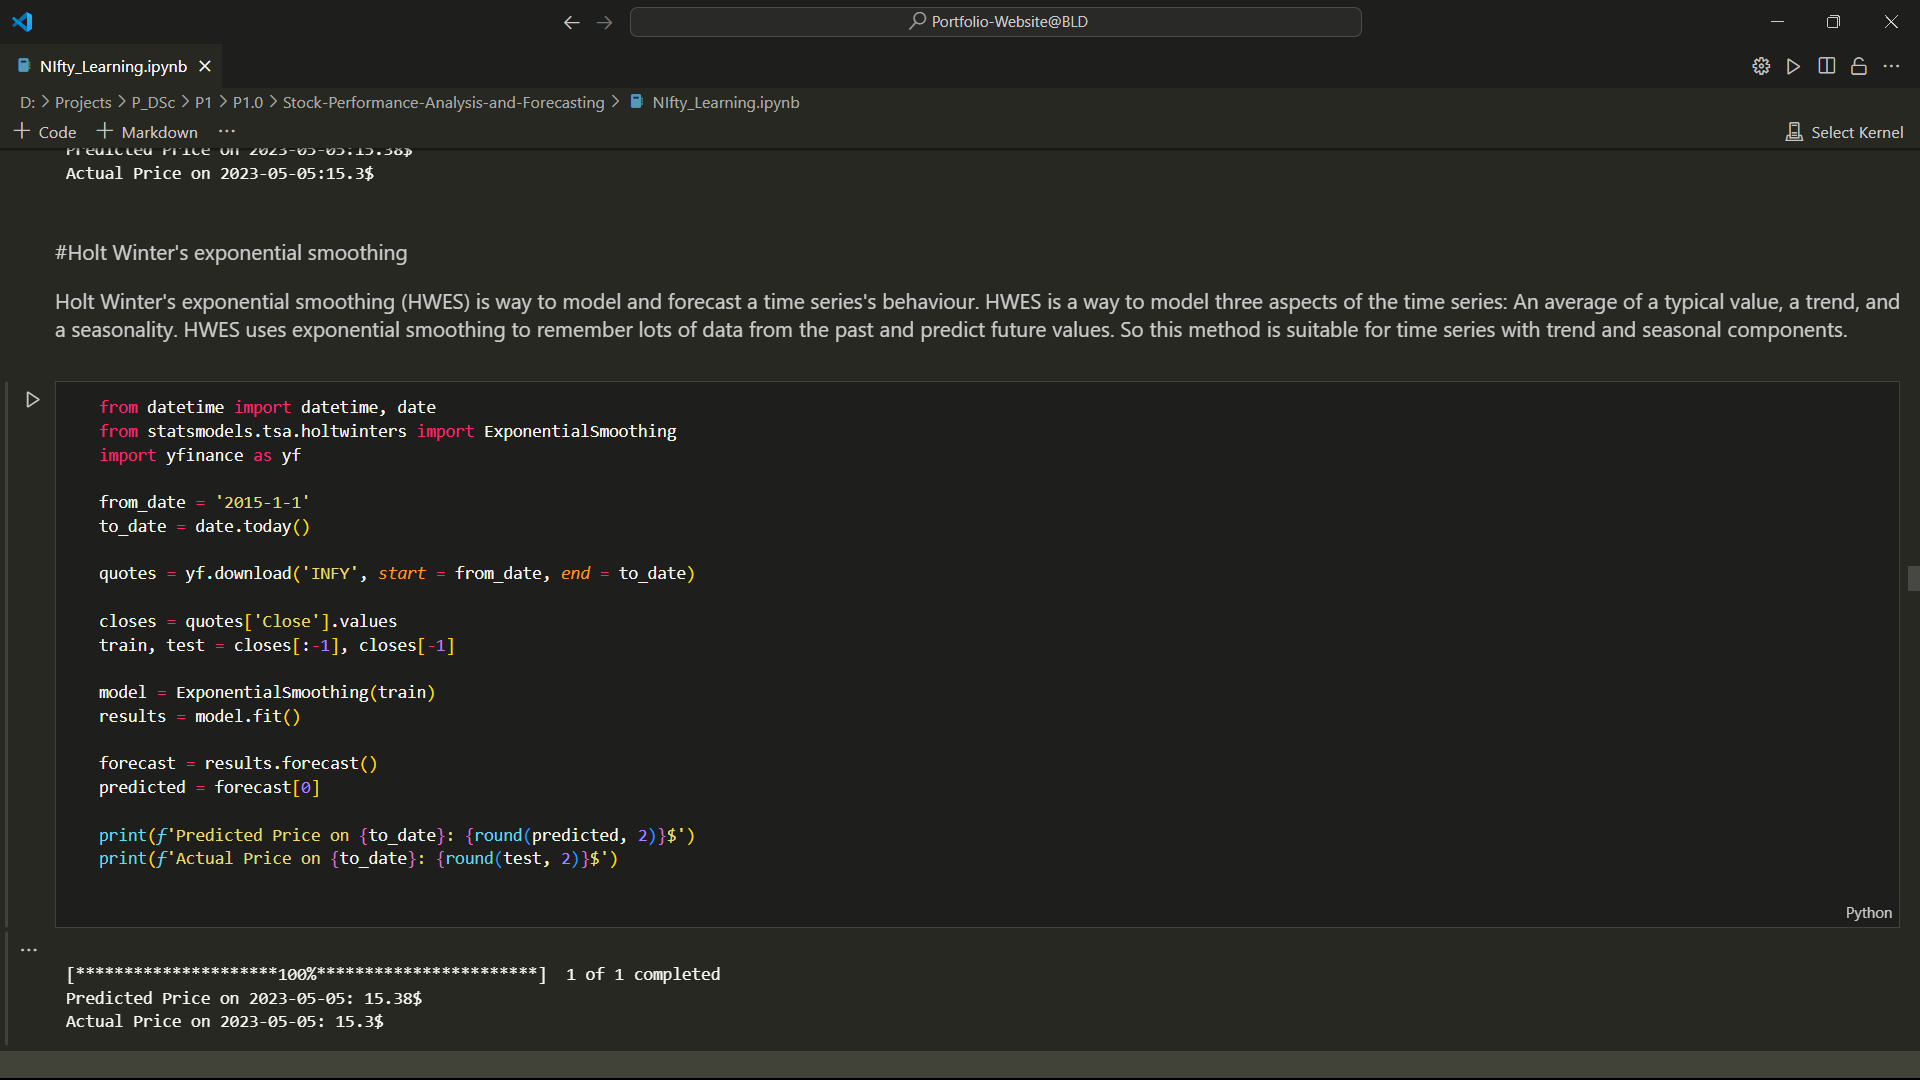 Portfolio-Website@BLD
NIfty_Learning.ipynb
D: > Projects > P_DSc > P1 > P1.0 > Stock-Performance-Analysis-and-Forecasting > NIfty_Learning.ipynb
+ Code + Markdown ...
Select Kernel
Predicted Price on 2023-05-05:15.38$
Actual Price on 2023-05-05:15.3$
#Holt Winter's exponential smoothing
Holt Winter's exponential smoothing (HWES) is way to model and forecast a time series's behaviour. HWES is a way to model three aspects of the time series: An average of a typical value, a trend, and
a seasonality. HWES uses exponential smoothing to remember lots of data from the past and predict future values. So this method is suitable for time series with trend and seasonal components.
from datetime import datetime, date
from statsmodels.tsa.holtwinters import ExponentialSmoothing
import yfinance as yf
from_date = '2015-1-1'
to_date = date.today()
quotes = yf.download('INFY', start = from_date, end = to_date)
closes = quotes['Close'].values
train, test = closes[:-1], closes[-1]
model = ExponentialSmoothing(train)
results = model.fit()
forecast = results.forecast()
predicted = forecast[0]
print(f'Predicted Price on {to_date}: {round(predicted, 2)}$')
print(f'Actual Price on {to_date}: {round(test, 2)}$')
Python
...
[*********************100%***********************]  1 of 1 completed
Predicted Price on 2023-05-05: 15.38$
Actual Price on 2023-05-05: 15.3$